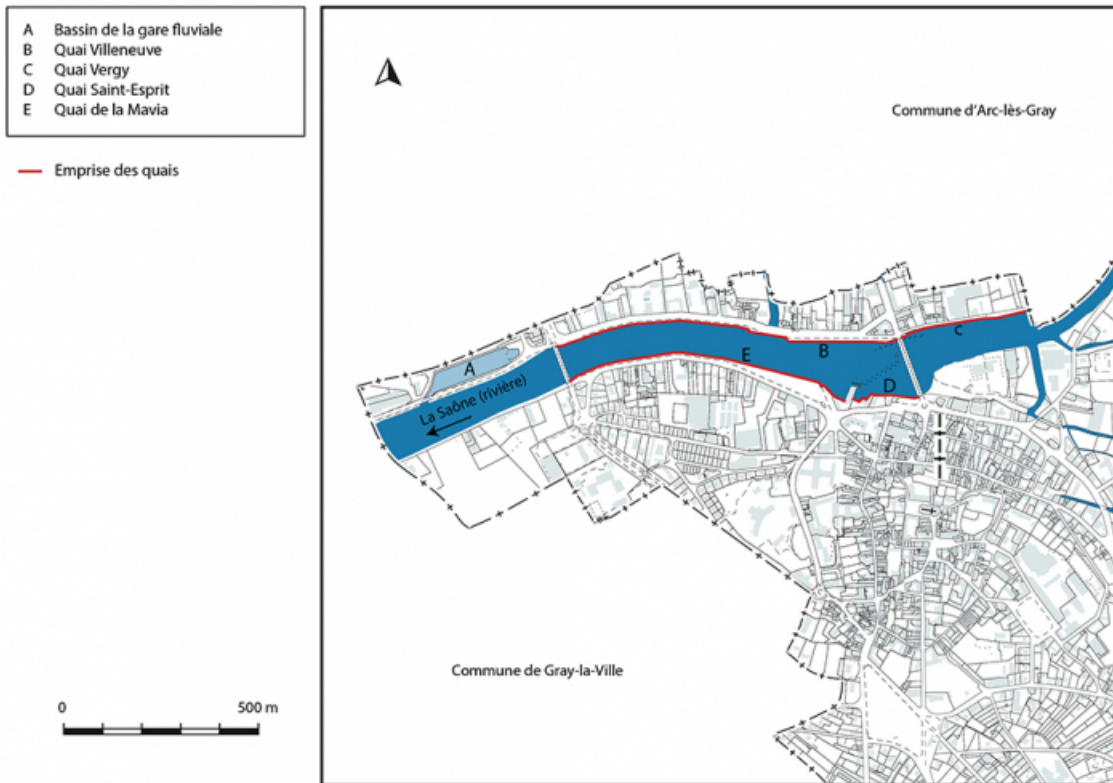 A Bassin de la gare fluviale
B Quai Villeneuve
C Quai Vergy
D Quai Saint-Esprit
E Quai de la Mavia
Emprise des quais
Commune d'Arc-lès-Gray
C
B
E
A
D
La Saône (rivière)
Commune de Gray-la-Ville
0 500 m